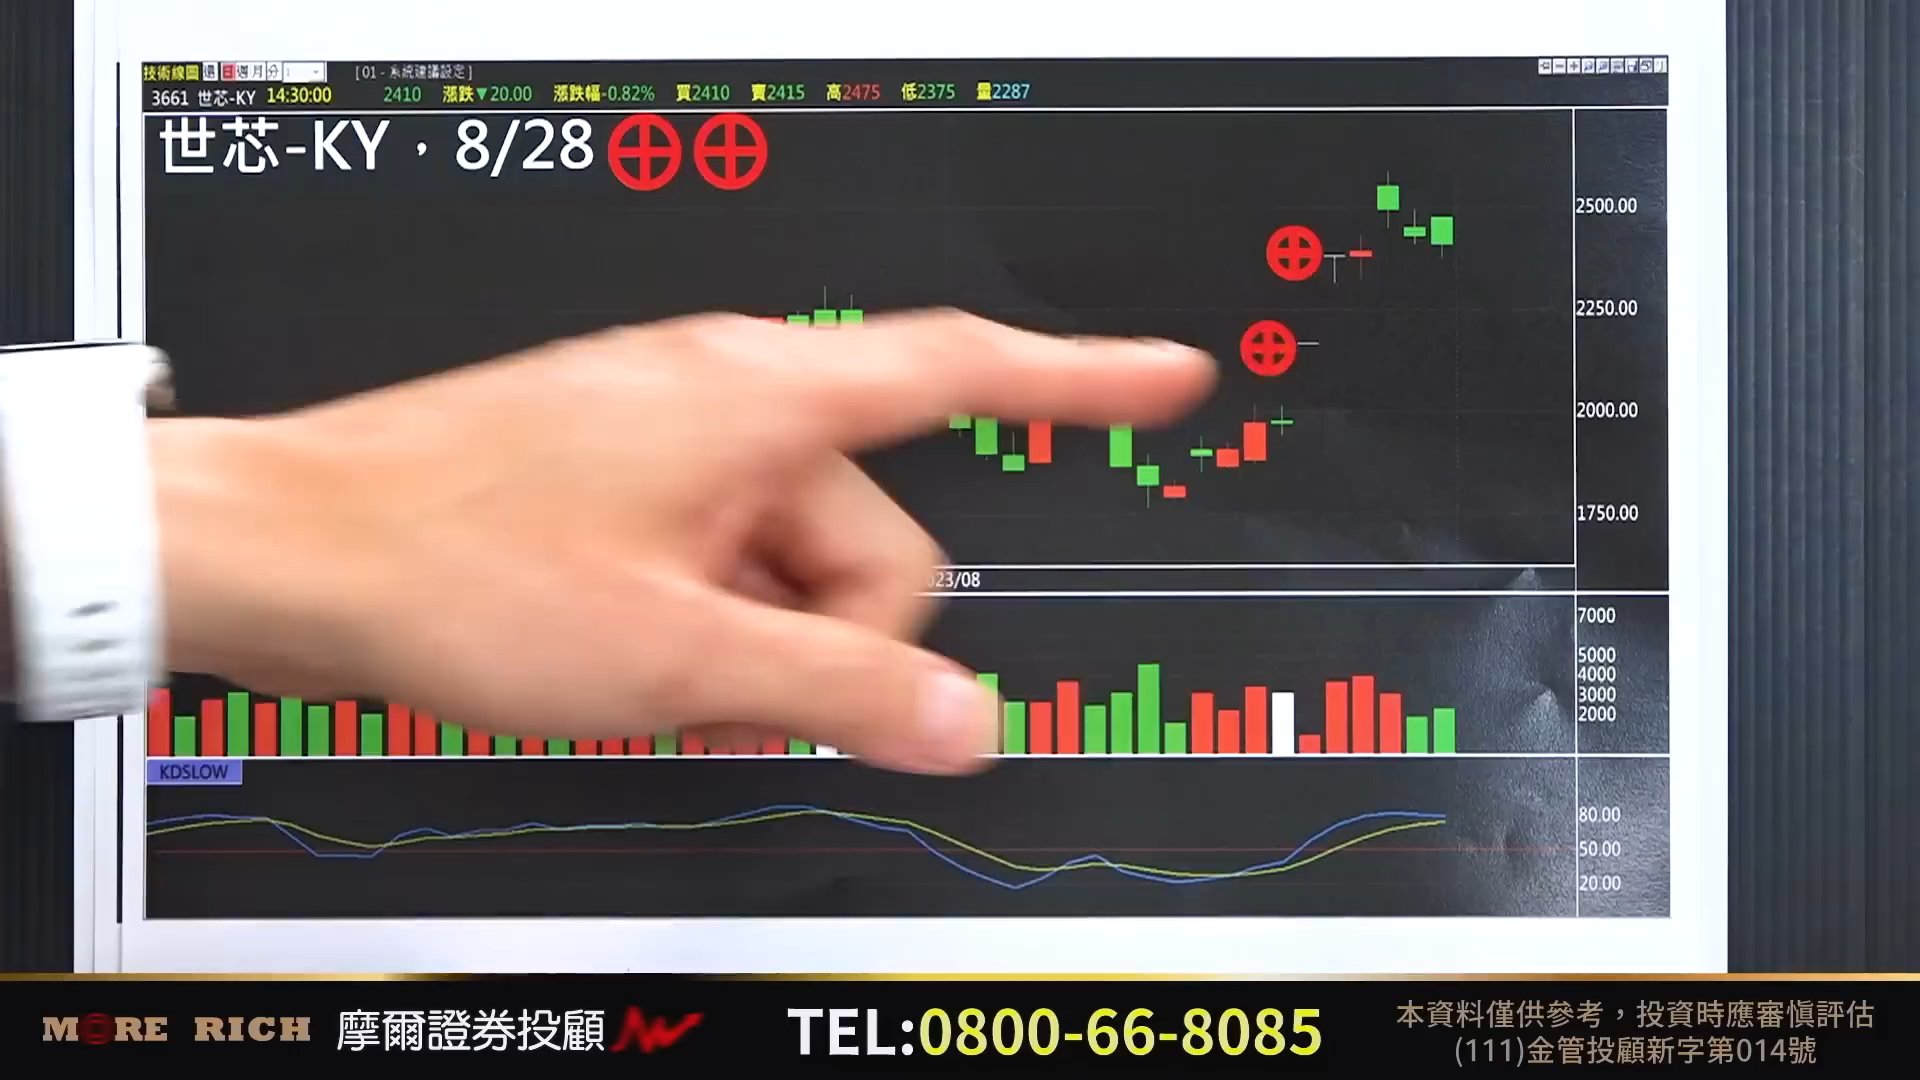 技術線圖 還 日 週 月 分 1 [01 - 系統建議設定]
3661 世芯-KY 14:30:00 2410 漲跌▼20.00 漲跌幅-0.82% 買2410 賣2415 高2475 低2375 量2287
世芯-KY，8/28
2500.00
2250.00
2000.00
1750.00
23/08
7000
5000
4000
3000
2000
KDSLOW
80.00
50.00
20.00
MORE RICH 摩爾證券投顧 TEL:0800-66-8085
本資料僅供參考，投資時應審慎評估
(111)金管投顧新字第014號